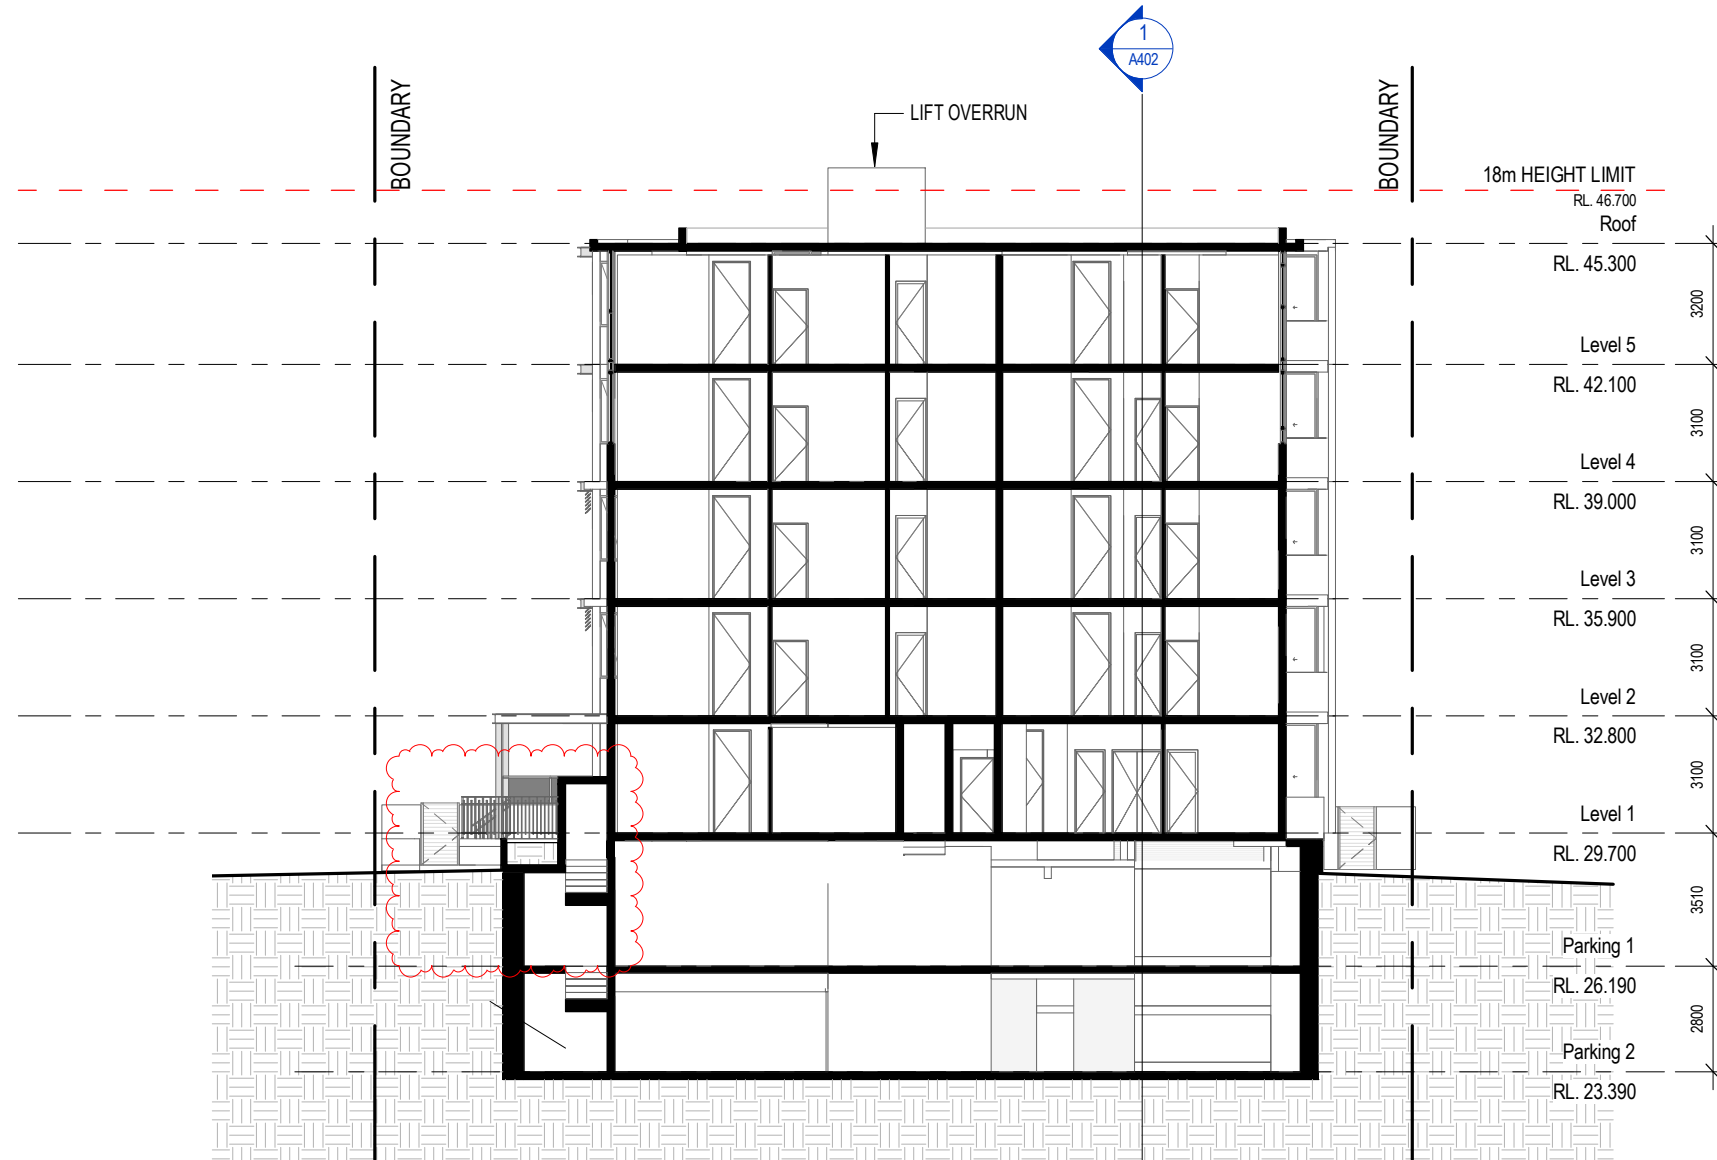 1
A402
BOUNDARY
LIFT OVERRUN
BOUNDARY
18m HEIGHT LIMIT
RL. 46.700
Roof
RL. 45.300
3200
Level 5
RL. 42.100
3100
Level 4
RL. 39.000
3100
Level 3
RL. 35.900
3100
Level 2
RL. 32.800
3100
Level 1
RL. 29.700
3510
Parking 1
RL. 26.190
2800
Parking 2
RL. 23.390